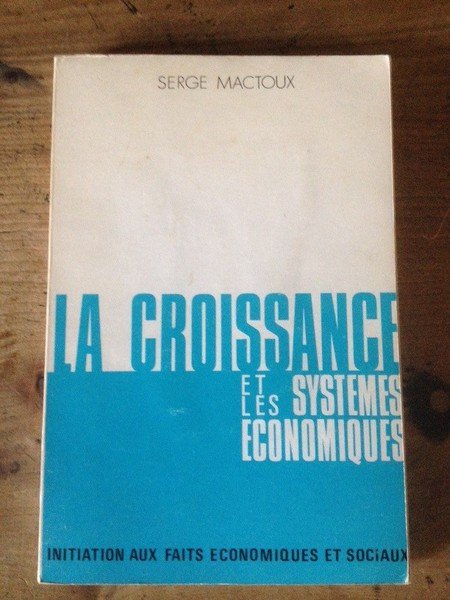 SERGE MACTOUX
LA CROISSANCE
ET
LES SYSTEMES
ECONOMIQUES
INITIATION AUX FAITS ECONOMIQUES ET SOCIAUX